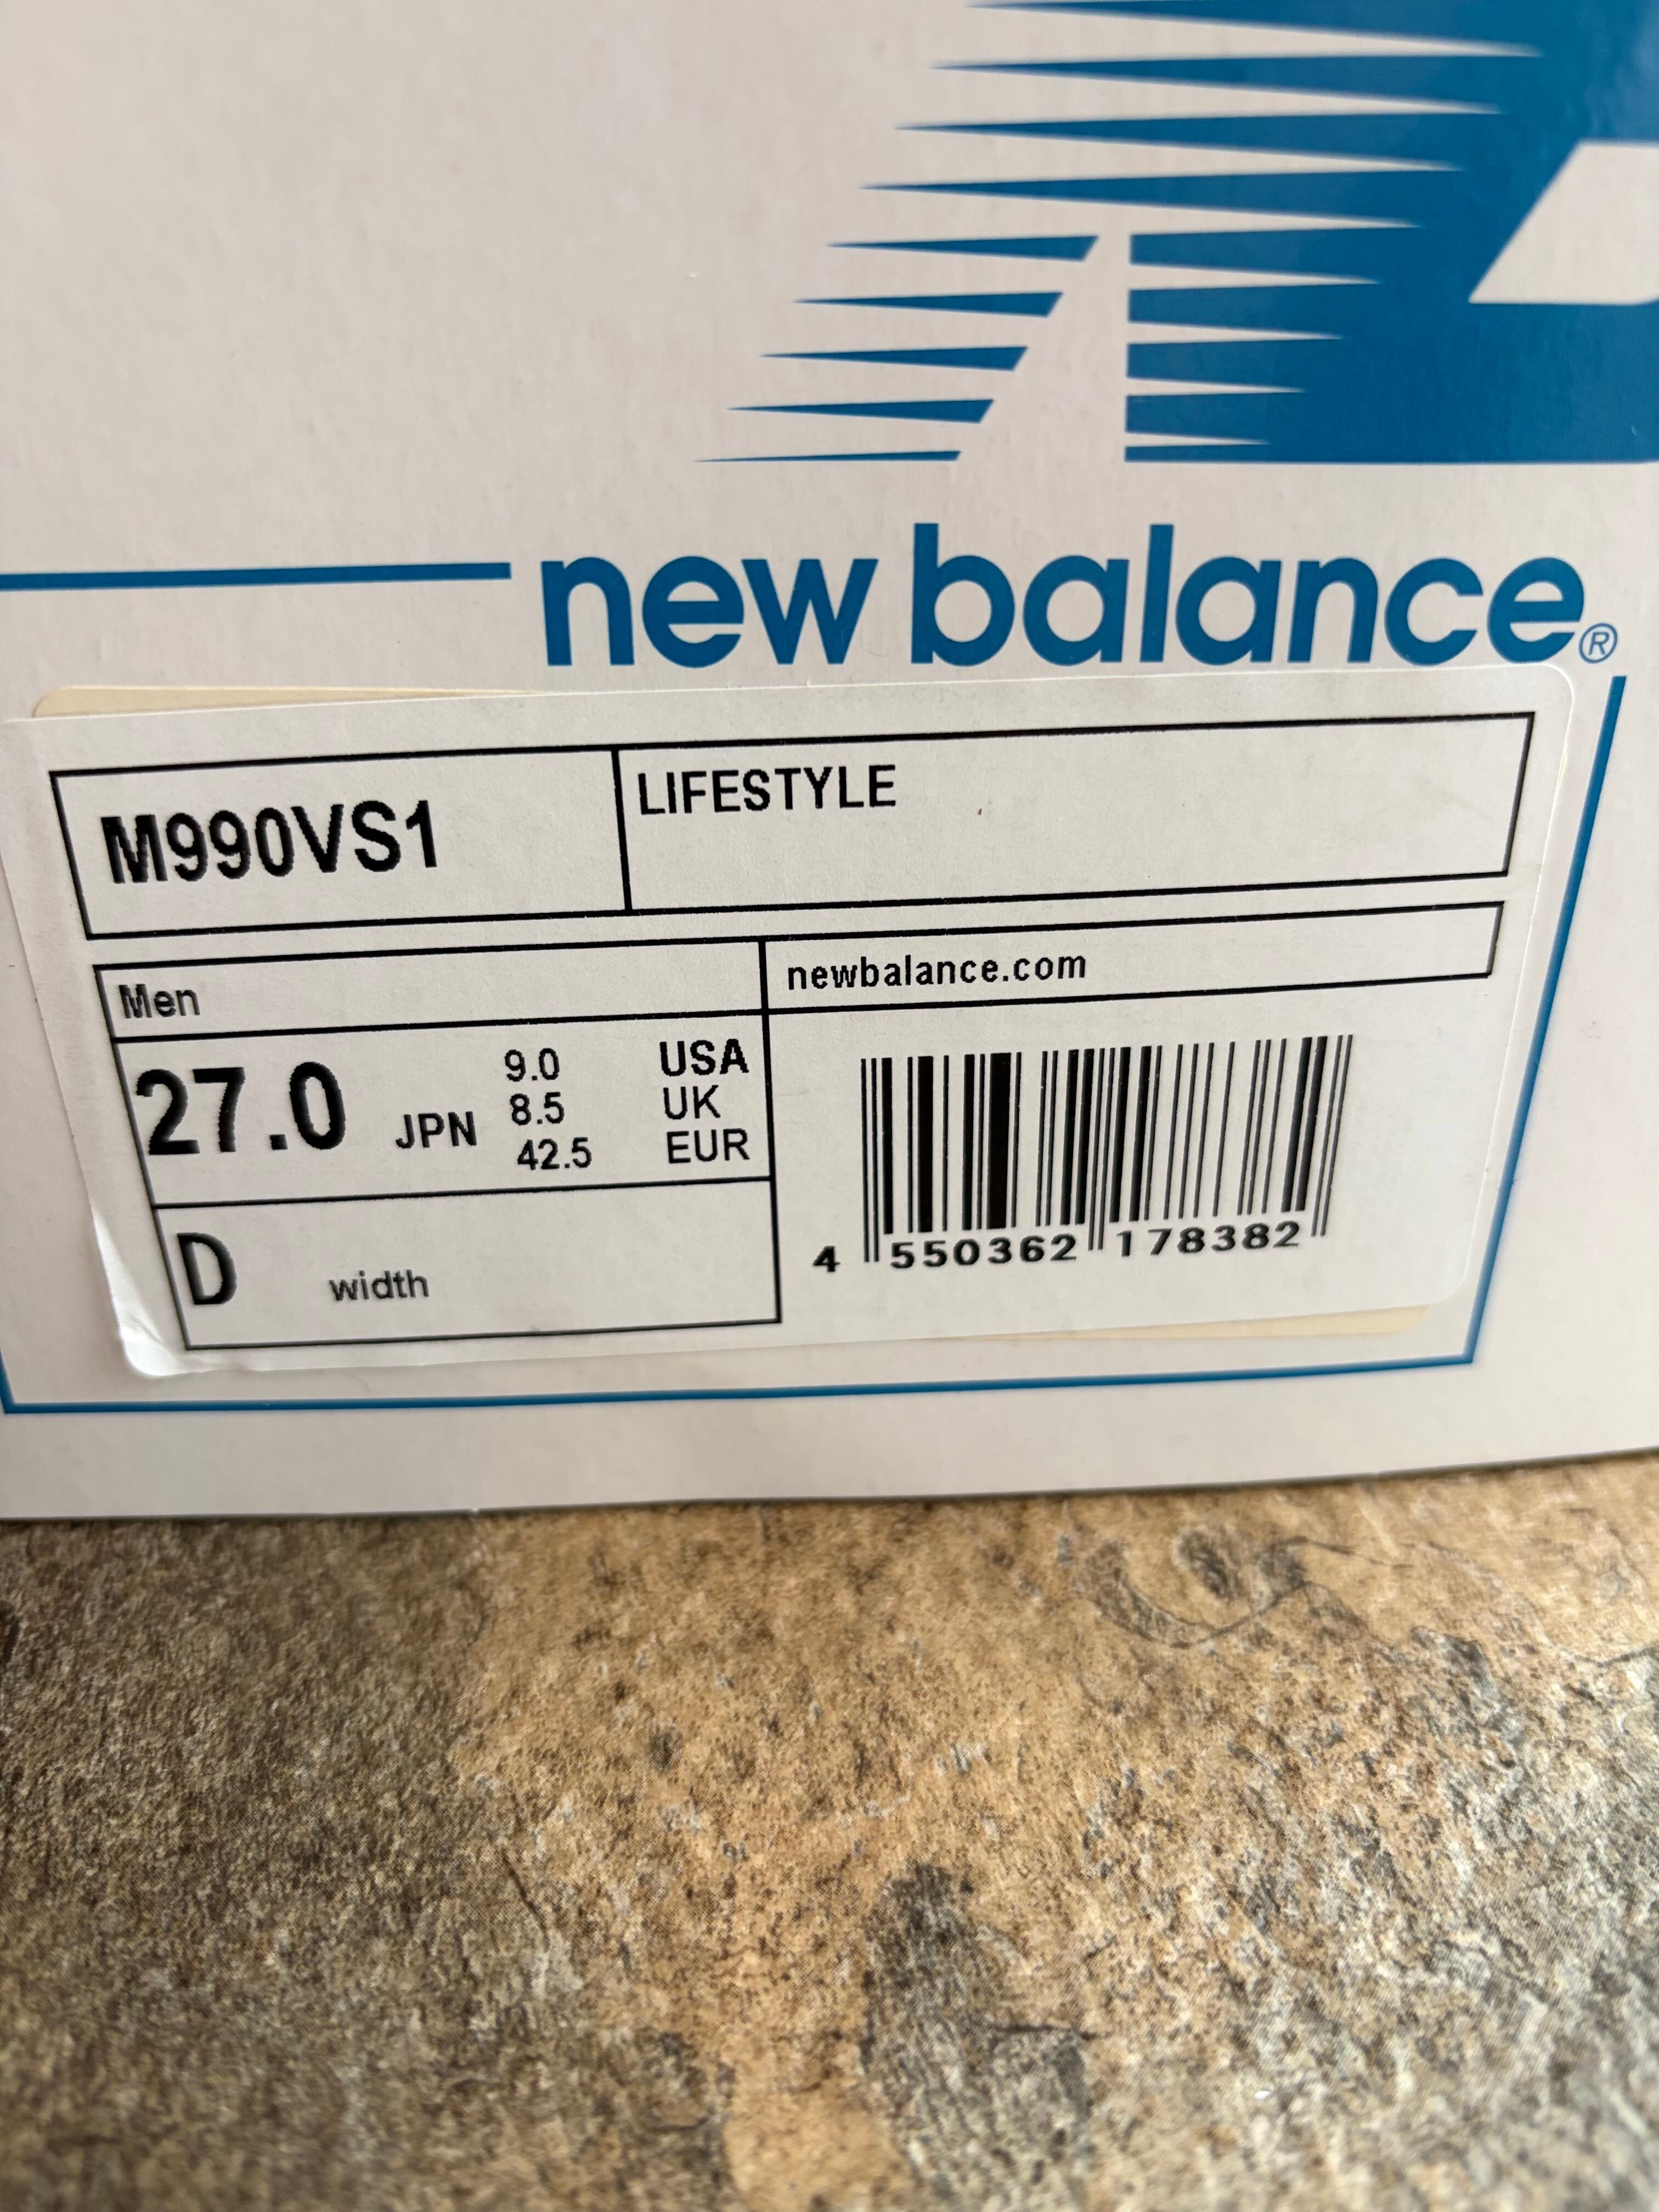 new balance®
M990VS1
LIFESTYLE
Men
newbalance.com
27.0 JPN
9.0 USA
8.5 UK
42.5 EUR
D width
4 550362 178382